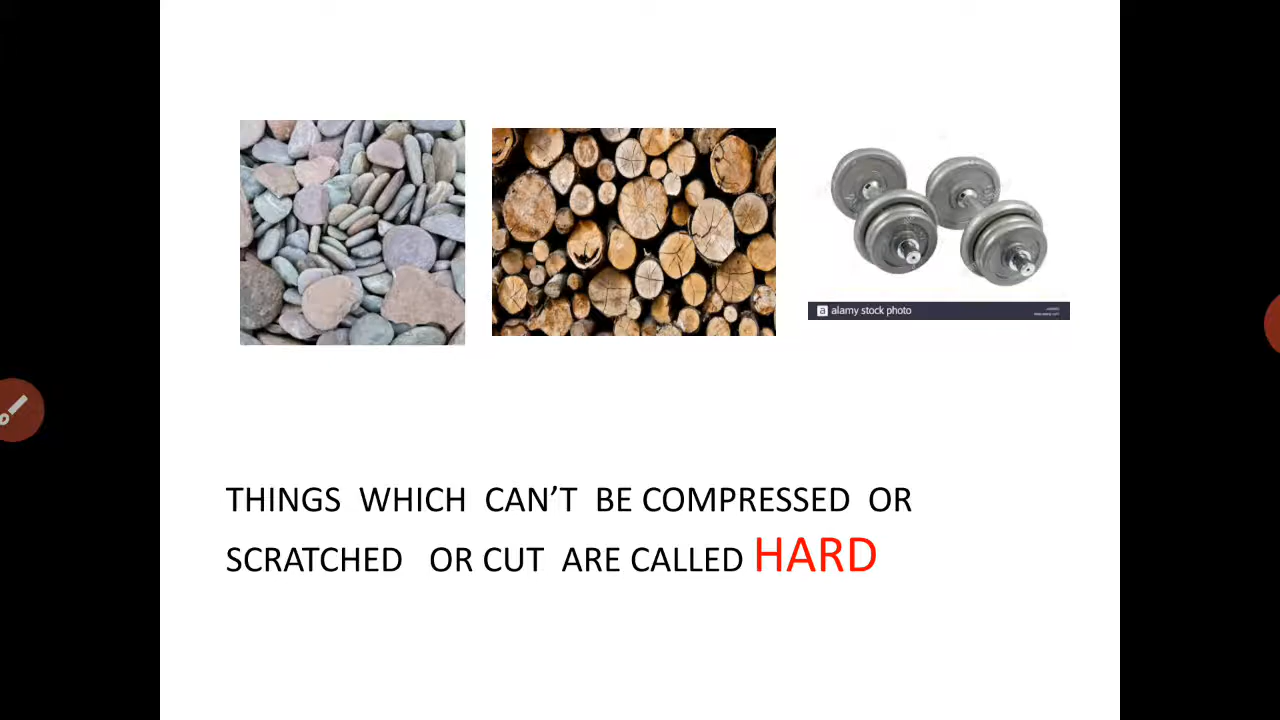 alamy stock photo
THINGS WHICH CAN'T BE COMPRESSED OR
SCRATCHED OR CUT ARE CALLED HARD